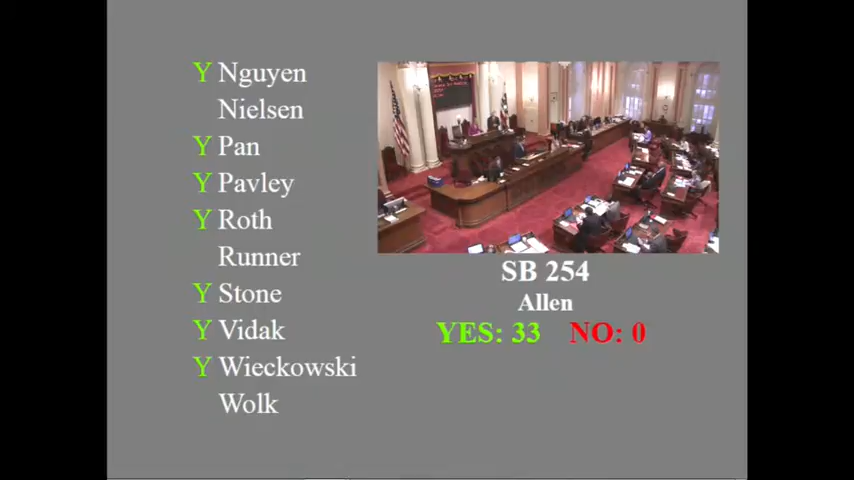 Y Nguyen
Nielsen
Y Pan
Y Pavley
Y Roth
Runner
Y Stone
Y Vidak
Y Wieckowski
Wolk
SB 254
Allen
YES: 33 NO: 0